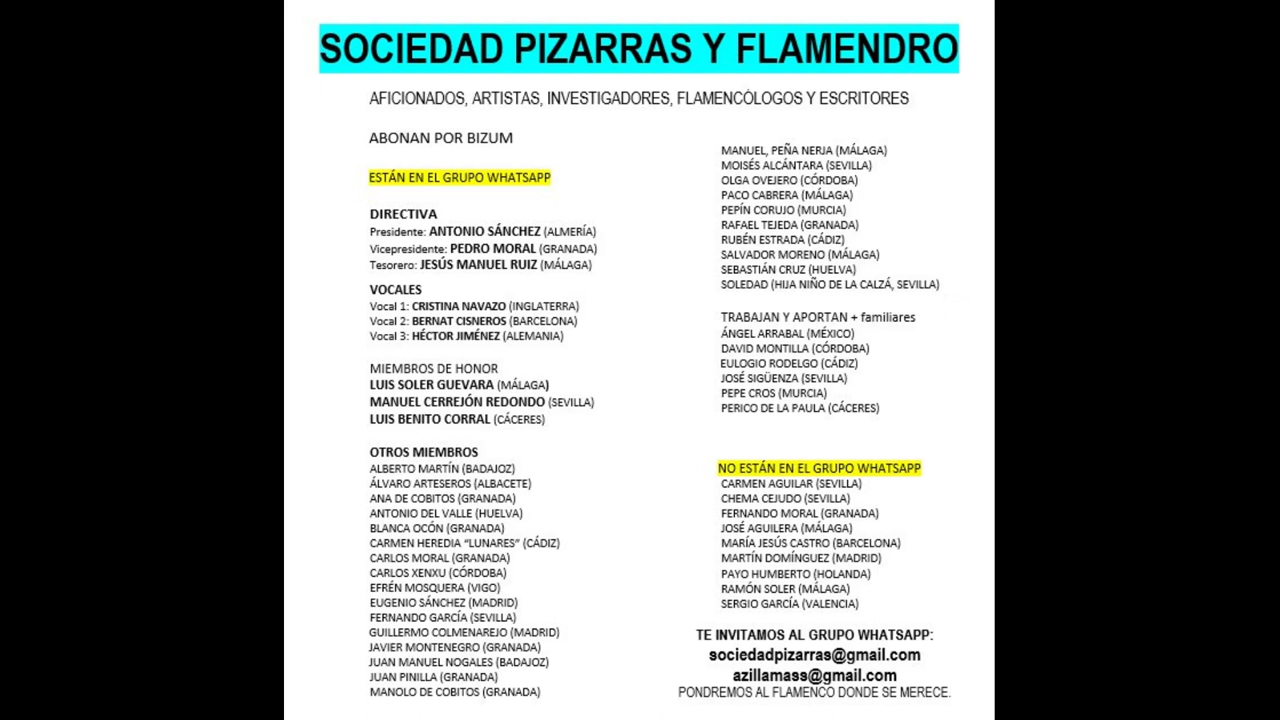 SOCIEDAD PIZARRAS Y FLAMENDRO
AFICIONADOS, ARTISTAS, INVESTIGADORES, FLAMENCÓLOGOS Y ESCRITORES
ABONAN POR BIZUM
ESTÁN EN EL GRUPO WHATSAPP
DIRECTIVA
Presidente: ANTONIO SÁNCHEZ (ALMERÍA)
Vicepresidente: PEDRO MORAL (GRANADA)
Tesorero: JESÚS MANUEL RUIZ (MÁLAGA)
VOCALES
Vocal 1: CRISTINA NAVAZO (INGLATERRA)
Vocal 2: BERNAT CISNEROS (BARCELONA)
Vocal 3: HÉCTOR JIMÉNEZ (ALEMANIA)
MIEMBROS DE HONOR
LUIS SOLER GUEVARA (MÁLAGA)
MANUEL CERREJÓN REDONDO (SEVILLA)
LUIS BENITO CORRAL (CÁCERES)
OTROS MIEMBROS
ALBERTO MARTÍN (BADAJOZ)
ÁLVARO ARTESEROS (ALBACETE)
ANA DE COBITOS (GRANADA)
ANTONIO DEL VALLE (HUELVA)
BLANCA OCÓN (GRANADA)
CARMEN HEREDIA “LUNARES” (CÁDIZ)
CARLOS MORAL (GRANADA)
CARLOS XENXU (CÓRDOBA)
EFRÉN MOSQUERA (VIGO)
EUGENIO SÁNCHEZ (MADRID)
FERNANDO GARCÍA (SEVILLA)
GUILLERMO COLMENAREJO (MADRID)
JAVIER MONTENEGRO (GRANADA)
JUAN MANUEL NOGALES (BADAJOZ)
JUAN PINILLA (GRANADA)
MANOLO DE COBITOS (GRANADA)
MANUEL, PEÑA NERJA (MÁLAGA)
MOISÉS ALCÁNTARA (SEVILLA)
OLGA OVEJERO (CÓRDOBA)
PACO CABRERA (MÁLAGA)
PEPÍN CORUJO (MURCIA)
RAFAEL TEJEDA (GRANADA)
RUBÉN ESTRADA (CÁDIZ)
SALVADOR MORENO (MÁLAGA)
SEBASTIÁN CRUZ (HUELVA)
SOLEDAD (HIJA NIÑO DE LA CALZÁ, SEVILLA)
TRABAJAN Y APORTAN + familiares
ÁNGEL ARRABAL (MÉXICO)
DAVID MONTILLA (CÓRDOBA)
EULOGIO RODELGO (CÁDIZ)
JOSÉ SIGÜENZA (SEVILLA)
PEPE CROS (MURCIA)
PERICO DE LA PAULA (CÁCERES)
NO ESTÁN EN EL GRUPO WHATSAPP
CARMEN AGUILAR (SEVILLA)
CHEMA CEJUDO (SEVILLA)
FERNANDO MORAL (GRANADA)
JOSÉ AGUILERA (MÁLAGA)
MARÍA JESÚS CASTRO (BARCELONA)
MARTÍN DOMÍNGUEZ (MADRID)
PAYO HUMBERTO (HOLANDA)
RAMÓN SOLER (MÁLAGA)
SERGIO GARCÍA (VALENCIA)
TE INVITAMOS AL GRUPO WHATSAPP:
sociedadpizarras@gmail.com
azillamass@gmail.com
PONDREMOS AL FLAMENCO DONDE SE MERECE.